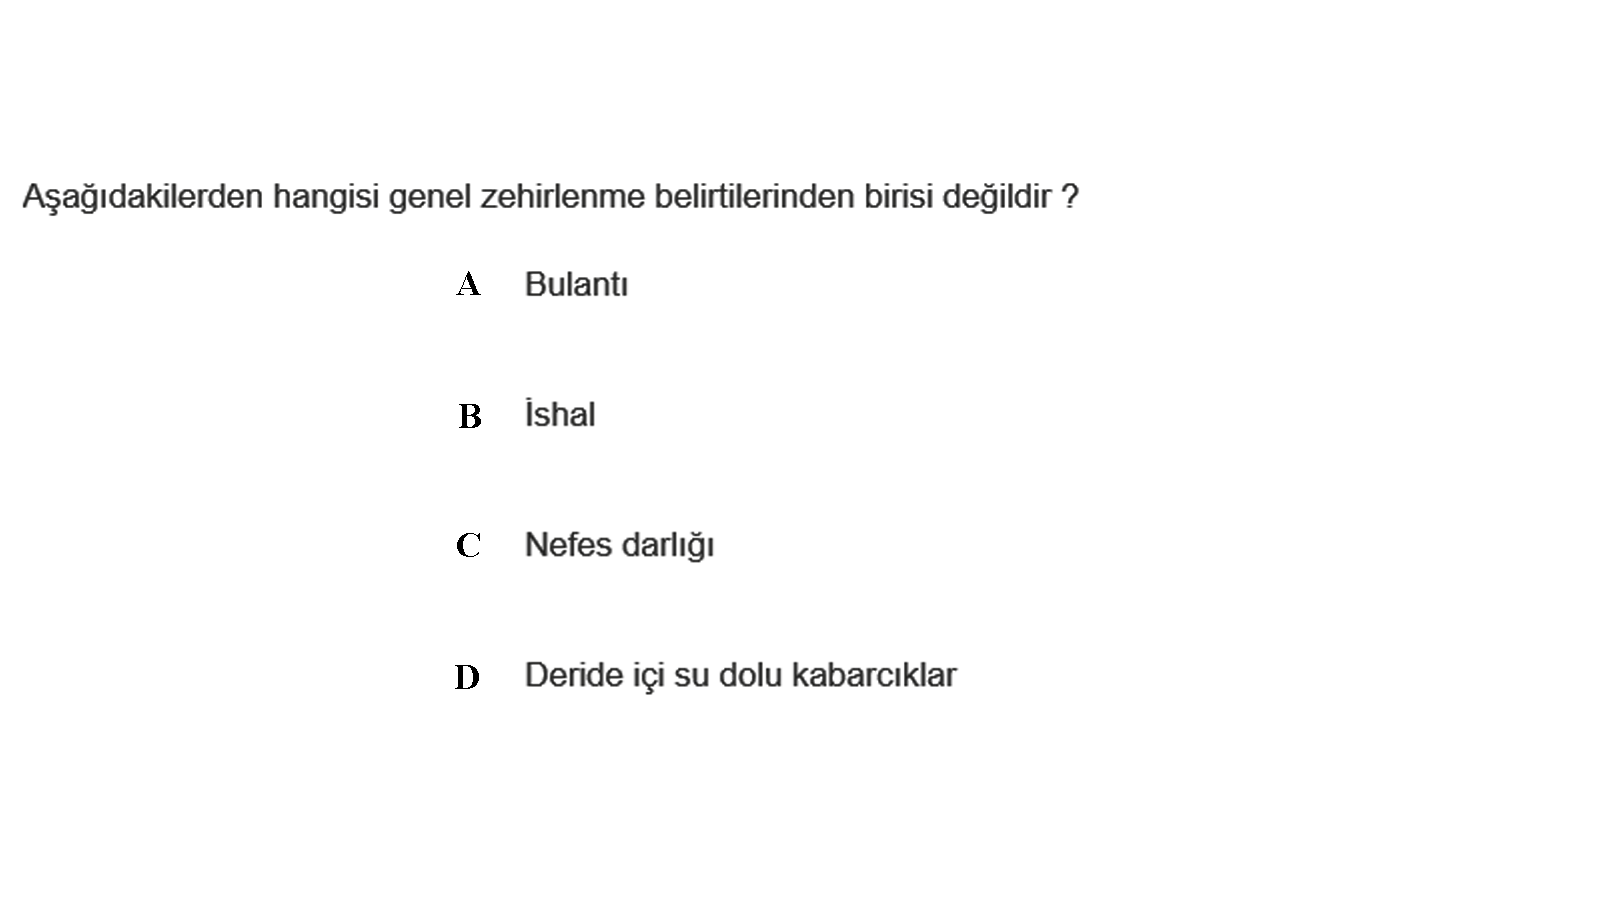 Aşağıdakilerden hangisi genel zehirlenme belirtilerinden birisi değildir ?
A Bulantı
B İshal
C Nefes darlığı
D Deride içi su dolu kabarcıklar